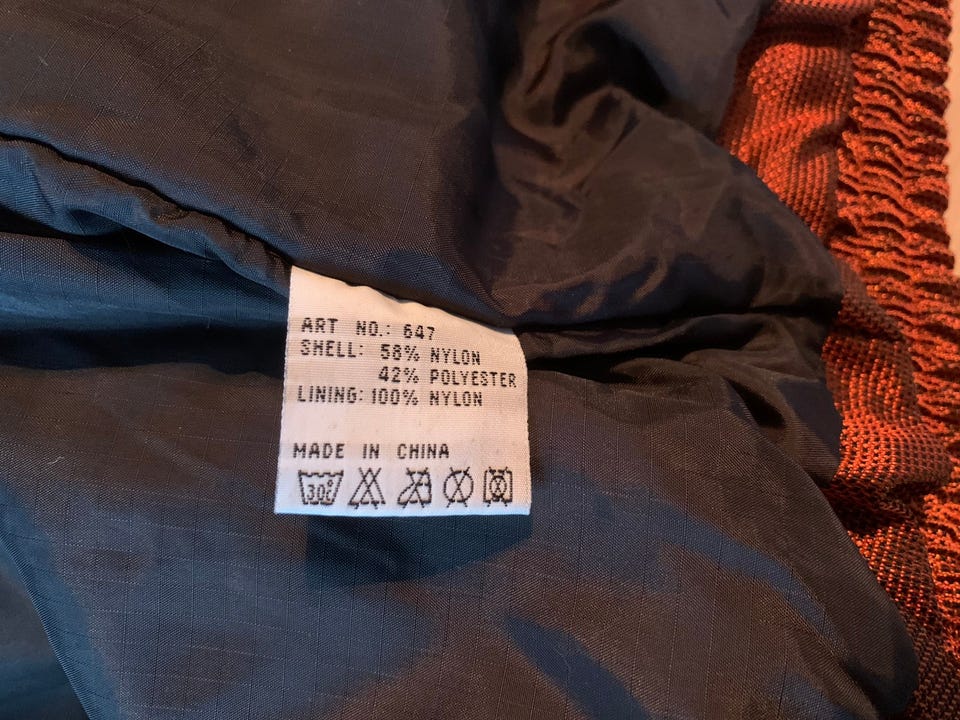 ART NO.: 647
SHELL: 58% NYLON
42% POLYESTER
LINING: 100% NYLON
MADE IN CHINA
30°